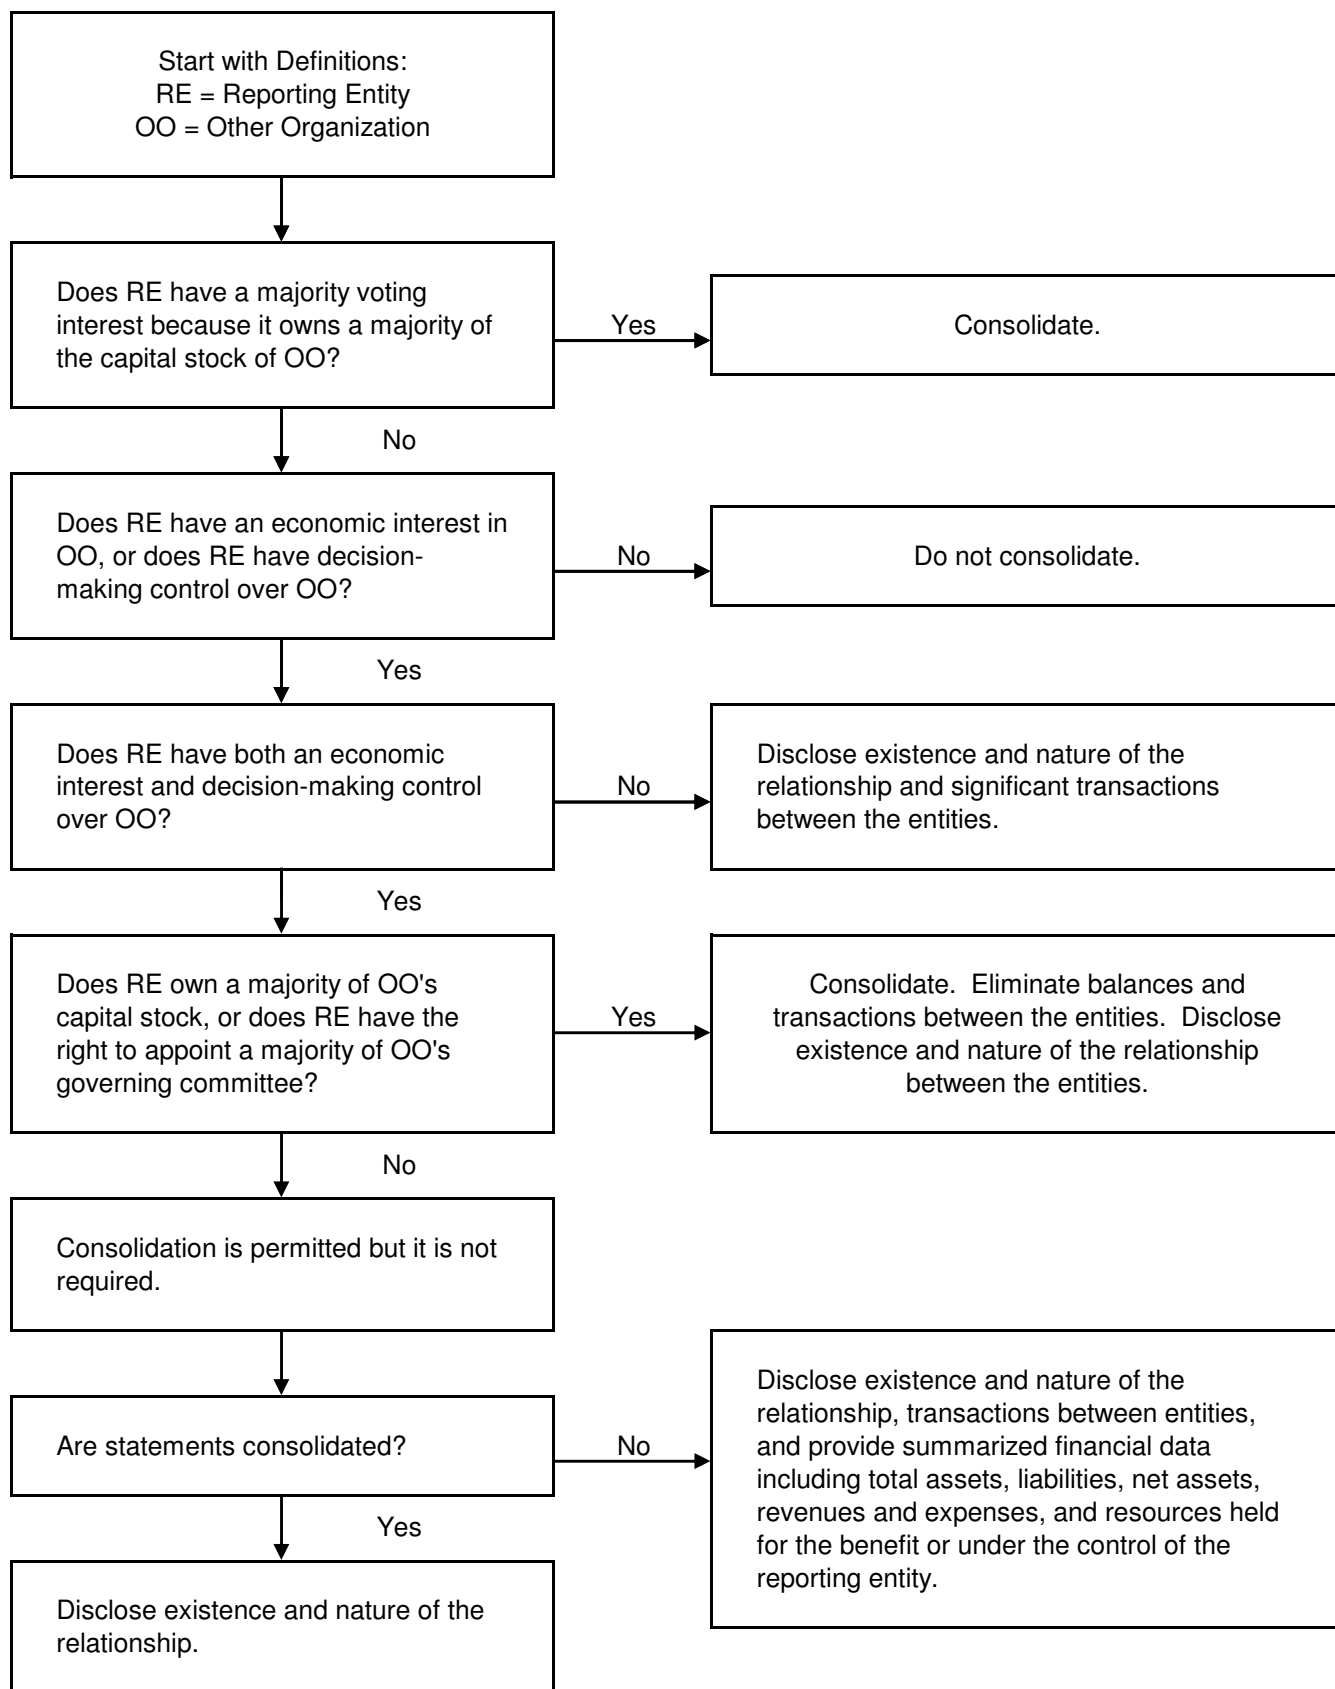 Start with Definitions:
RE = Reporting Entity
OO = Other Organization
Does RE have a majority voting
interest because it owns a majority of
the capital stock of OO?
Yes
Consolidate.
No
Does RE have an economic interest in
OO, or does RE have decision-
making control over OO?
No
Do not consolidate.
Yes
Does RE have both an economic
interest and decision-making control
over OO?
No
Disclose existence and nature of the
relationship and significant transactions
between the entities.
Yes
Does RE own a majority of OO's
capital stock, or does RE have the
right to appoint a majority of OO's
governing committee?
Yes
Consolidate.  Eliminate balances and
transactions between the entities.  Disclose
existence and nature of the relationship
between the entities.
No
Consolidation is permitted but it is not
required.
Are statements consolidated?
No
Disclose existence and nature of the
relationship, transactions between entities,
and provide summarized financial data
including total assets, liabilities, net assets,
revenues and expenses, and resources held
for the benefit or under the control of the
reporting entity.
Yes
Disclose existence and nature of the
relationship.